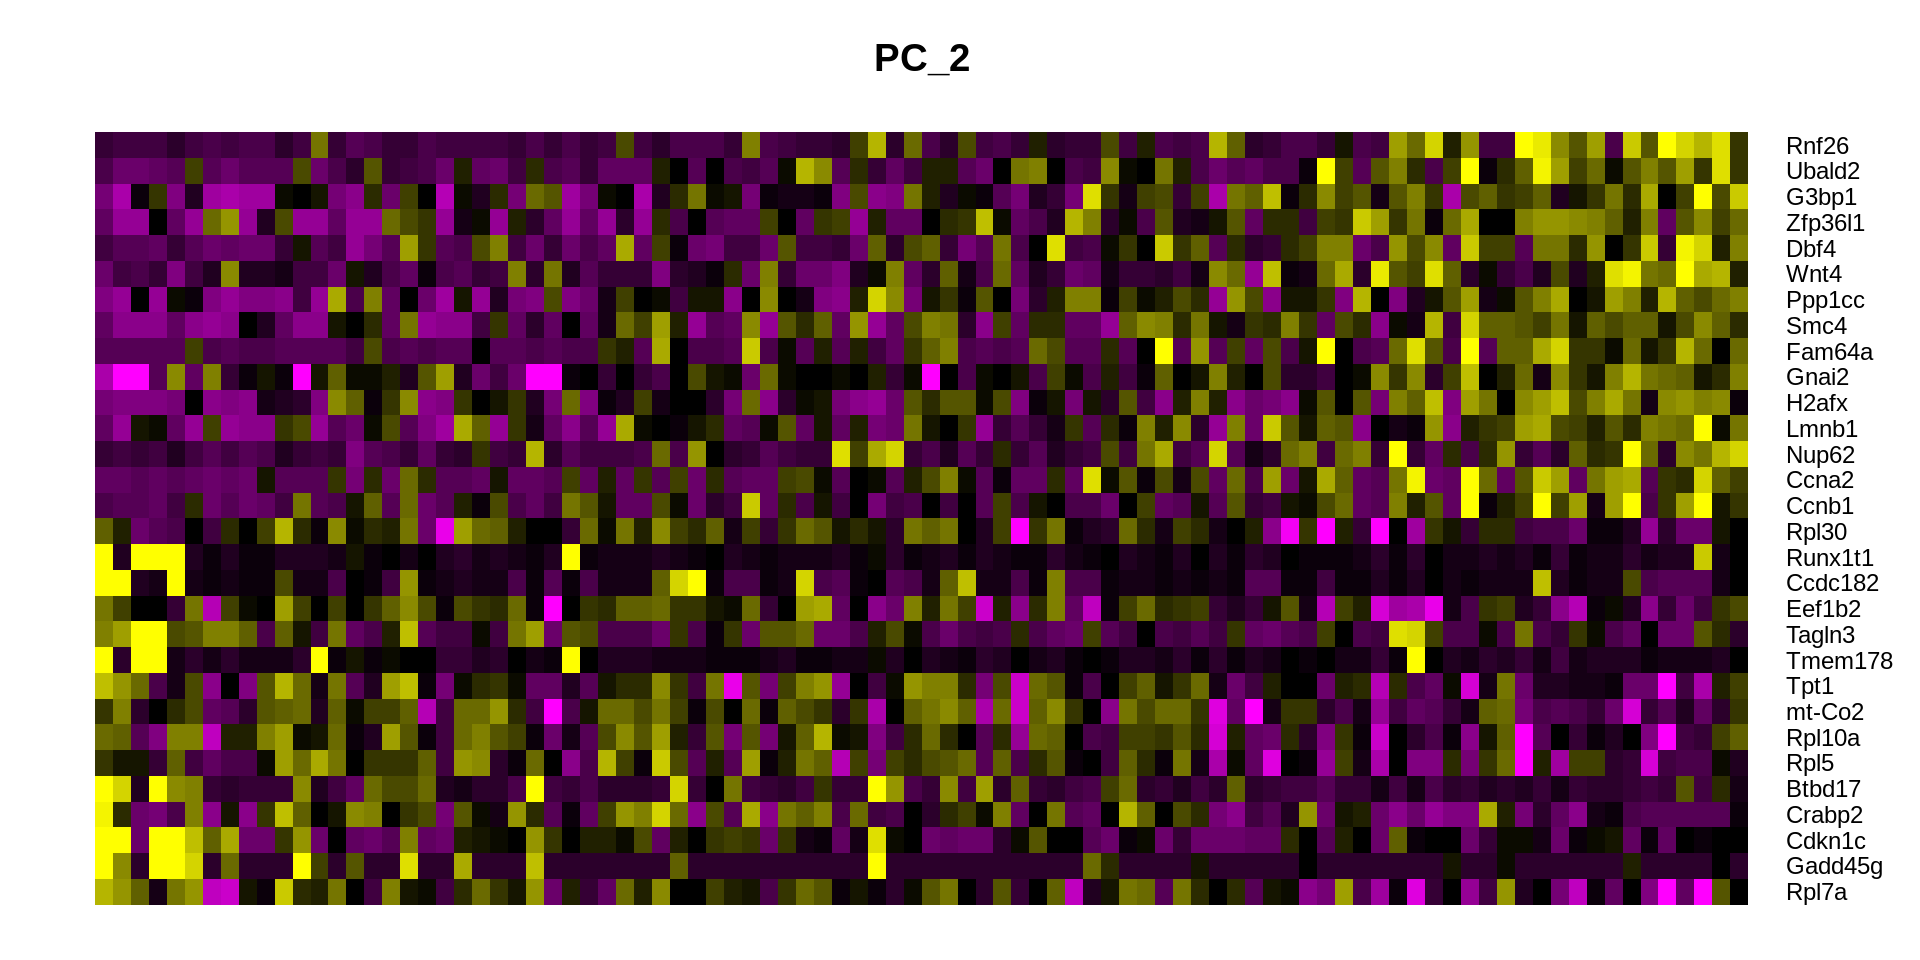 PC_2
Rnf26
Ubald2
G3bp1
Zfp36l1
Dbf4
Wnt4
Ppp1cc
Smc4
Fam64a
Gnai2
H2afx
Lmnb1
Nup62
Ccna2
Ccnb1
Rpl30
Runx1t1
Ccdc182
Eef1b2
Tagln3
Tmem178
Tpt1
mt-Co2
Rpl10a
Rpl5
Btbd17
Crabp2
Cdkn1c
Gadd45g
Rpl7a